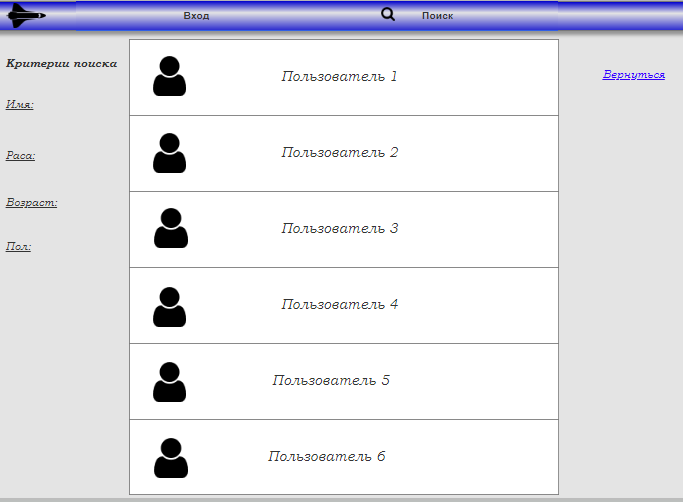 Вход
Поиск
Критерии поиска
Имя:
Раса:
Возраст:
Пол:
Пользователь 1
Пользователь 2
Пользователь 3
Пользователь 4
Пользователь 5
Пользователь 6
Вернуться